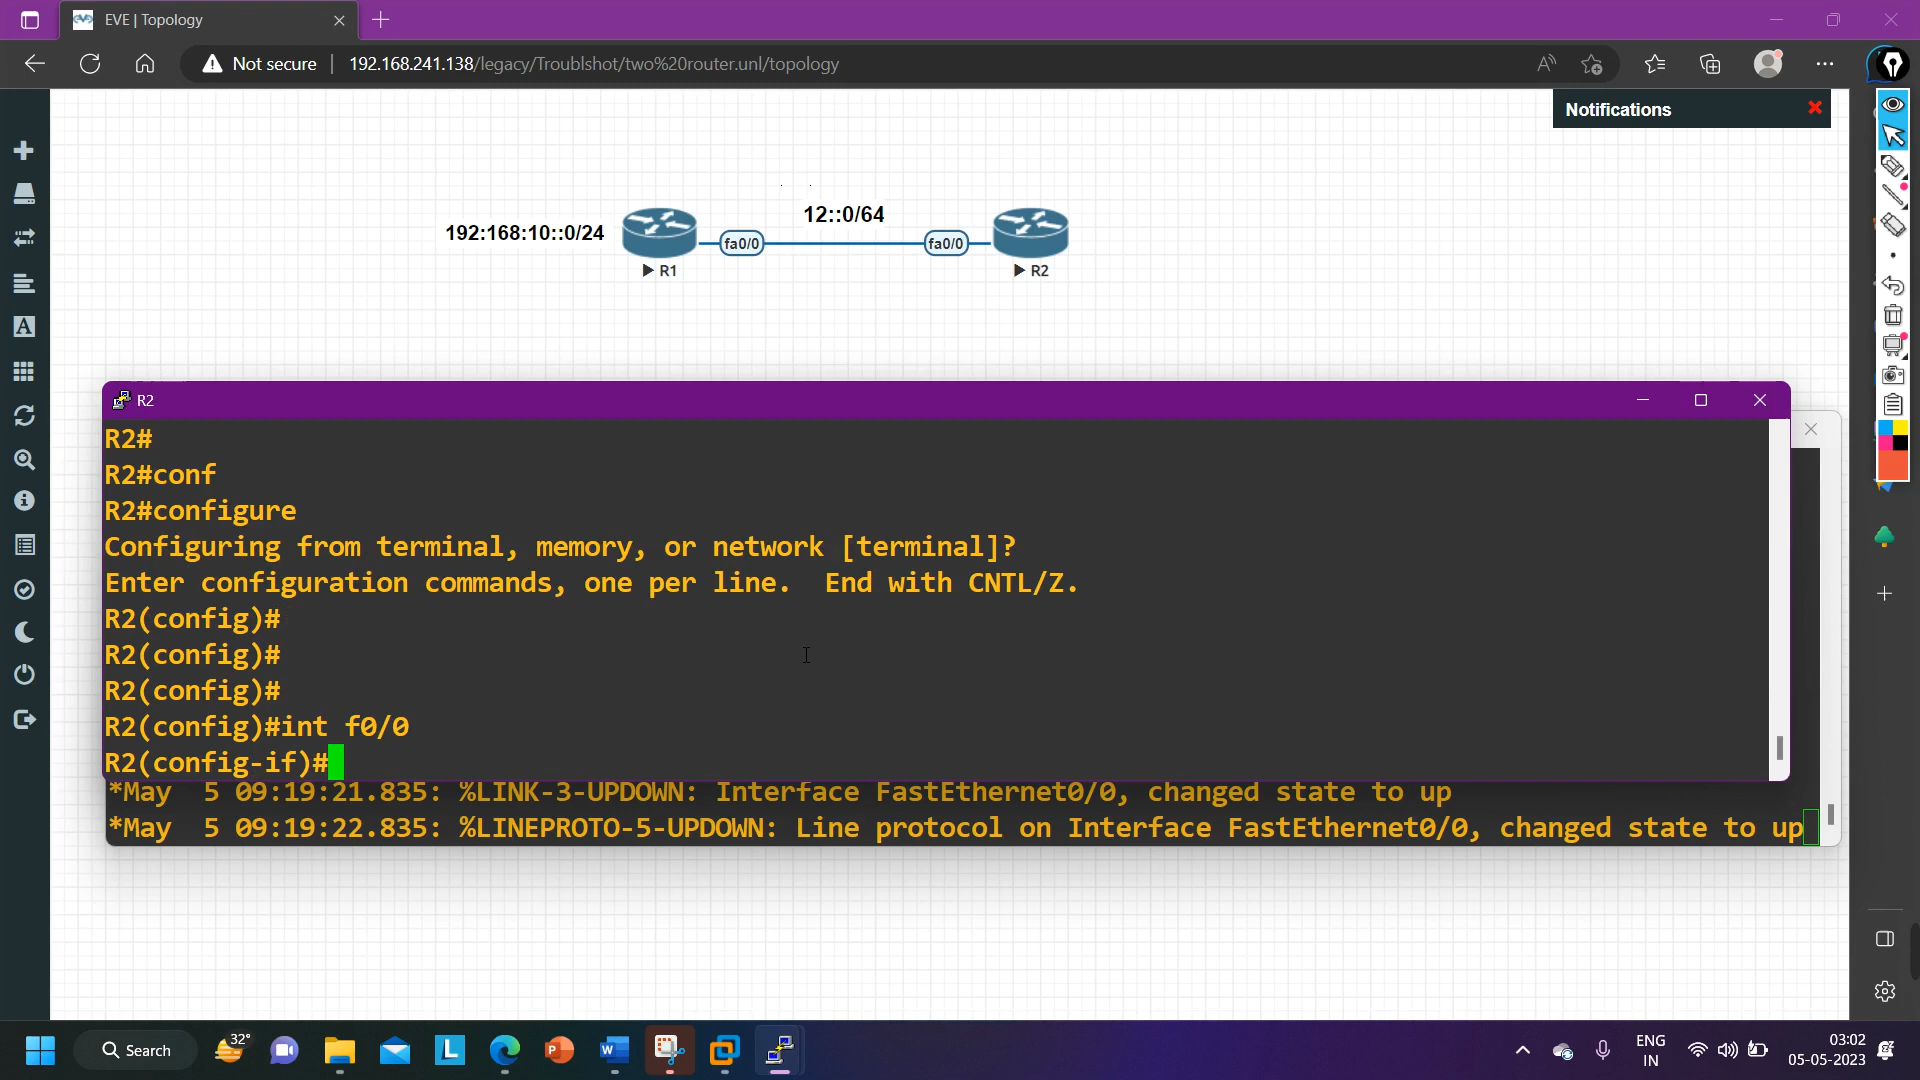 EVE | Topology
Not secure
192.168.241.138/legacy/Troublshot/two%20router.unl/topology
Notifications
12::0/64
192:168:10::0/24
fa0/0
fa0/0
R1
R2
R2
R2#
R2#conf
R2#configure
Configuring from terminal, memory, or network [terminal]?
Enter configuration commands, one per line.  End with CNTL/Z.
R2(config)#
R2(config)#
R2(config)#
R2(config)#int f0/0
R2(config-if)#
*May  5 09:19:21.835: %LINK-3-UPDOWN: Interface FastEthernet0/0, changed state to up
*May  5 09:19:22.835: %LINEPROTO-5-UPDOWN: Line protocol on Interface FastEthernet0/0, changed state to up
Search
32°
ENG
IN
03:02
05-05-2023